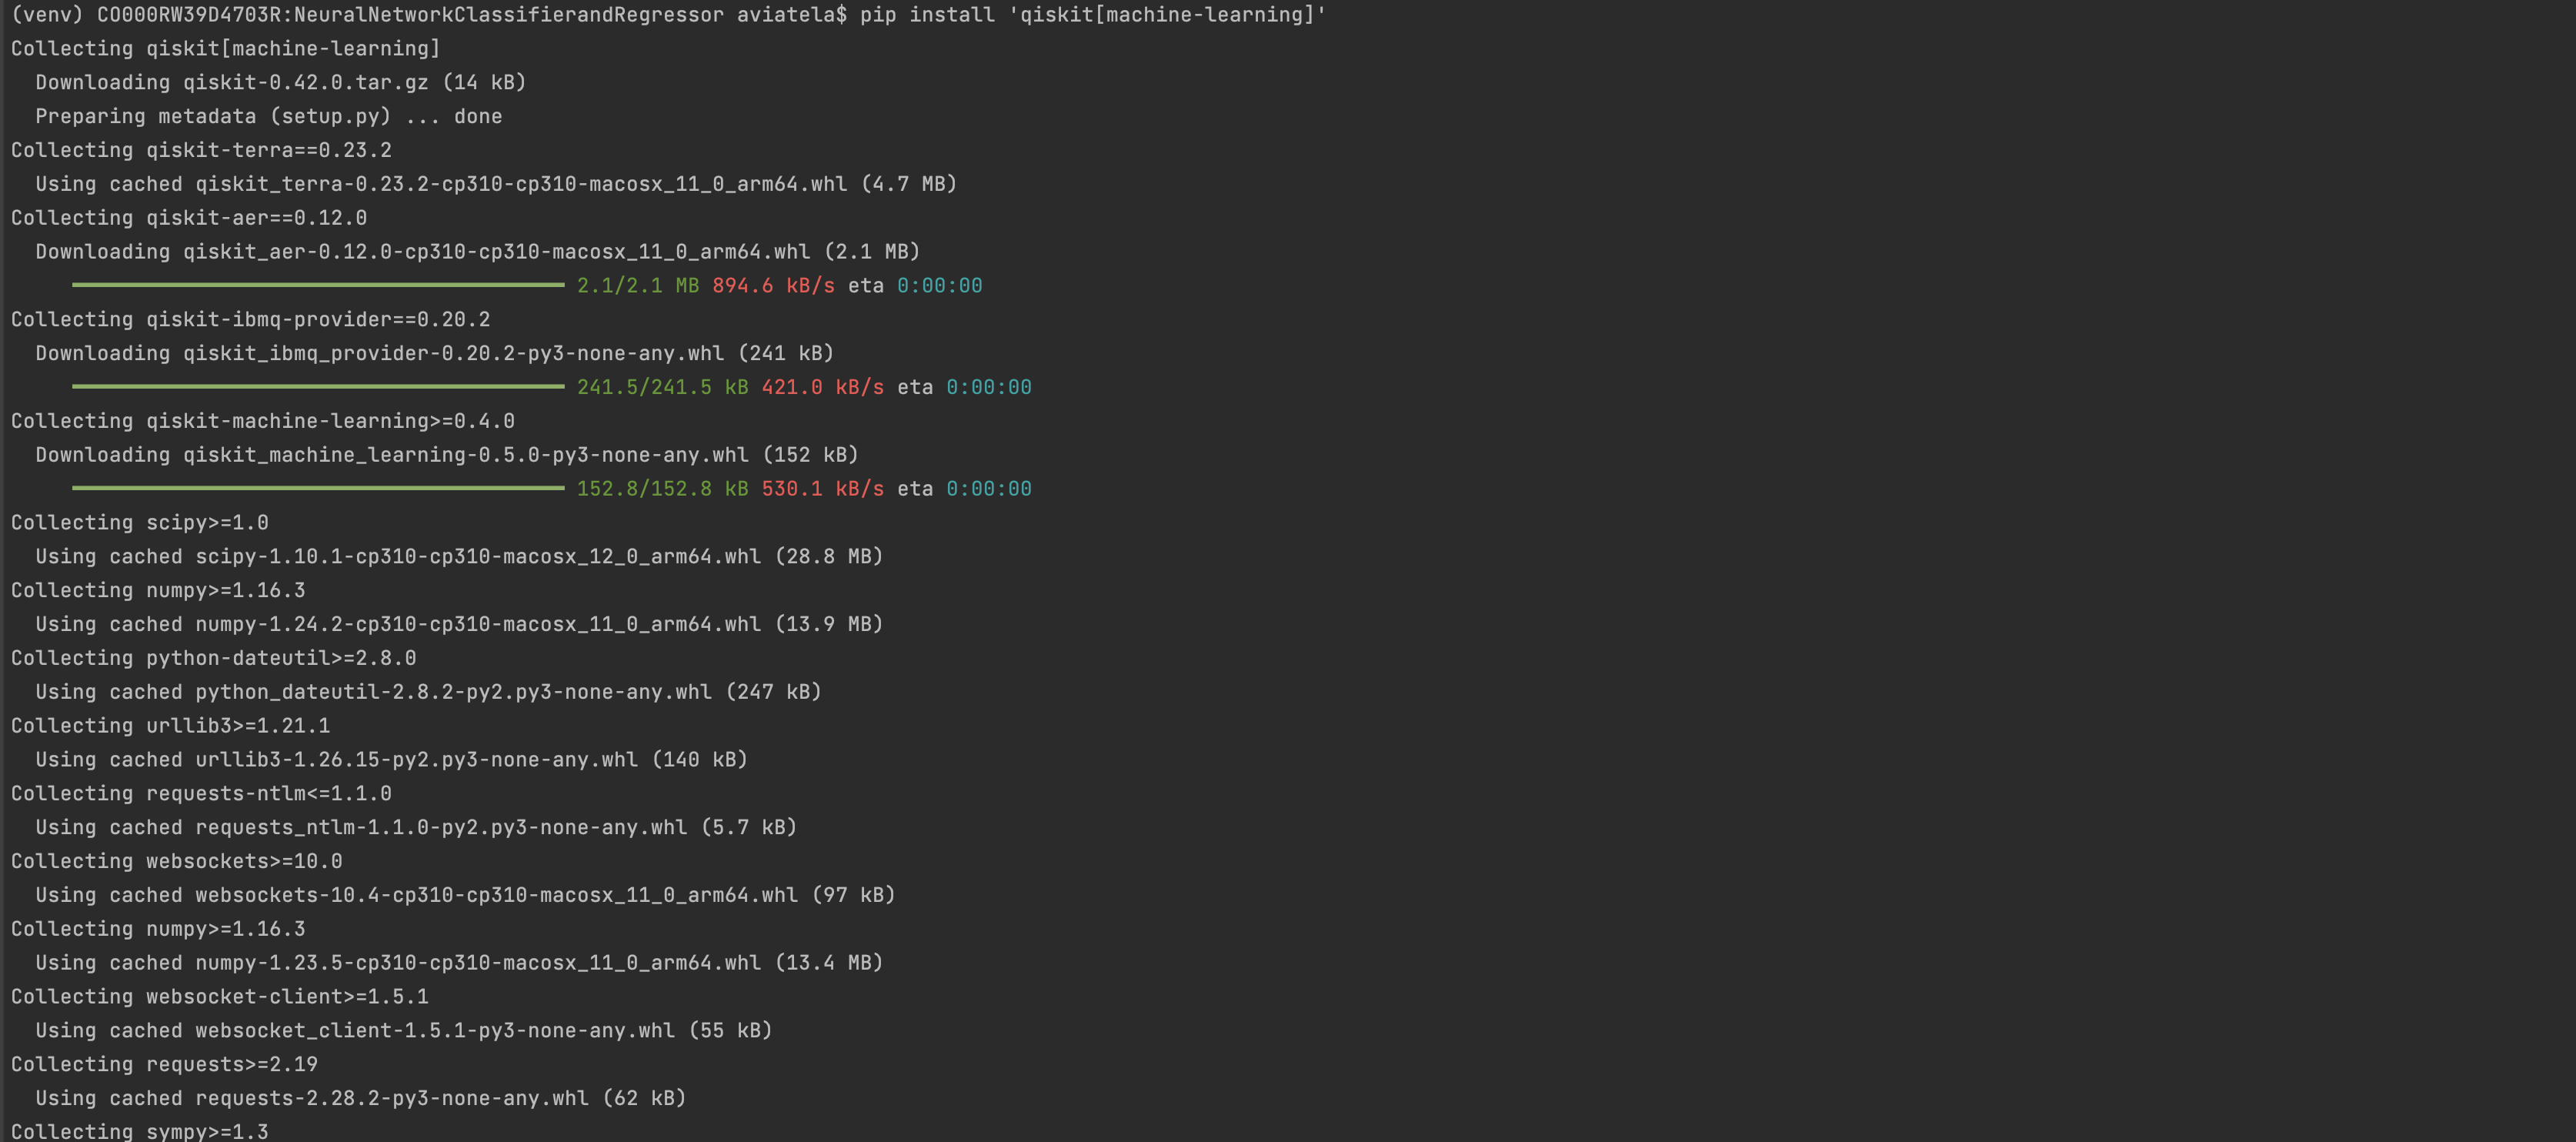 (venv) CO000RW39D4703R:NeuralNetworkClassifierandRegressor aviatela$ pip install 'qiskit[machine-learning]'
Collecting qiskit[machine-learning]
  Downloading qiskit-0.42.0.tar.gz (14 kB)
  Preparing metadata (setup.py) ... done
Collecting qiskit-terra==0.23.2
  Using cached qiskit_terra-0.23.2-cp310-cp310-macosx_11_0_arm64.whl (4.7 MB)
Collecting qiskit-aer==0.12.0
  Downloading qiskit_aer-0.12.0-cp310-cp310-macosx_11_0_arm64.whl (2.1 MB)
2.1/2.1 MB 894.6 kB/s eta 0:00:00
Collecting qiskit-ibmq-provider==0.20.2
  Downloading qiskit_ibmq_provider-0.20.2-py3-none-any.whl (241 kB)
241.5/241.5 kB 421.0 kB/s eta 0:00:00
Collecting qiskit-machine-learning>=0.4.0
  Downloading qiskit_machine_learning-0.5.0-py3-none-any.whl (152 kB)
152.8/152.8 kB 530.1 kB/s eta 0:00:00
Collecting scipy>=1.0
  Using cached scipy-1.10.1-cp310-cp310-macosx_12_0_arm64.whl (28.8 MB)
Collecting numpy>=1.16.3
  Using cached numpy-1.24.2-cp310-cp310-macosx_11_0_arm64.whl (13.9 MB)
Collecting python-dateutil>=2.8.0
  Using cached python_dateutil-2.8.2-py2.py3-none-any.whl (247 kB)
Collecting urllib3>=1.21.1
  Using cached urllib3-1.26.15-py2.py3-none-any.whl (140 kB)
Collecting requests-ntlm<=1.1.0
  Using cached requests_ntlm-1.1.0-py2.py3-none-any.whl (5.7 kB)
Collecting websockets>=10.0
  Using cached websockets-10.4-cp310-cp310-macosx_11_0_arm64.whl (97 kB)
Collecting numpy>=1.16.3
  Using cached numpy-1.23.5-cp310-cp310-macosx_11_0_arm64.whl (13.4 MB)
Collecting websocket-client>=1.5.1
  Using cached websocket_client-1.5.1-py3-none-any.whl (55 kB)
Collecting requests>=2.19
  Using cached requests-2.28.2-py3-none-any.whl (62 kB)
Collecting sympy>=1.3